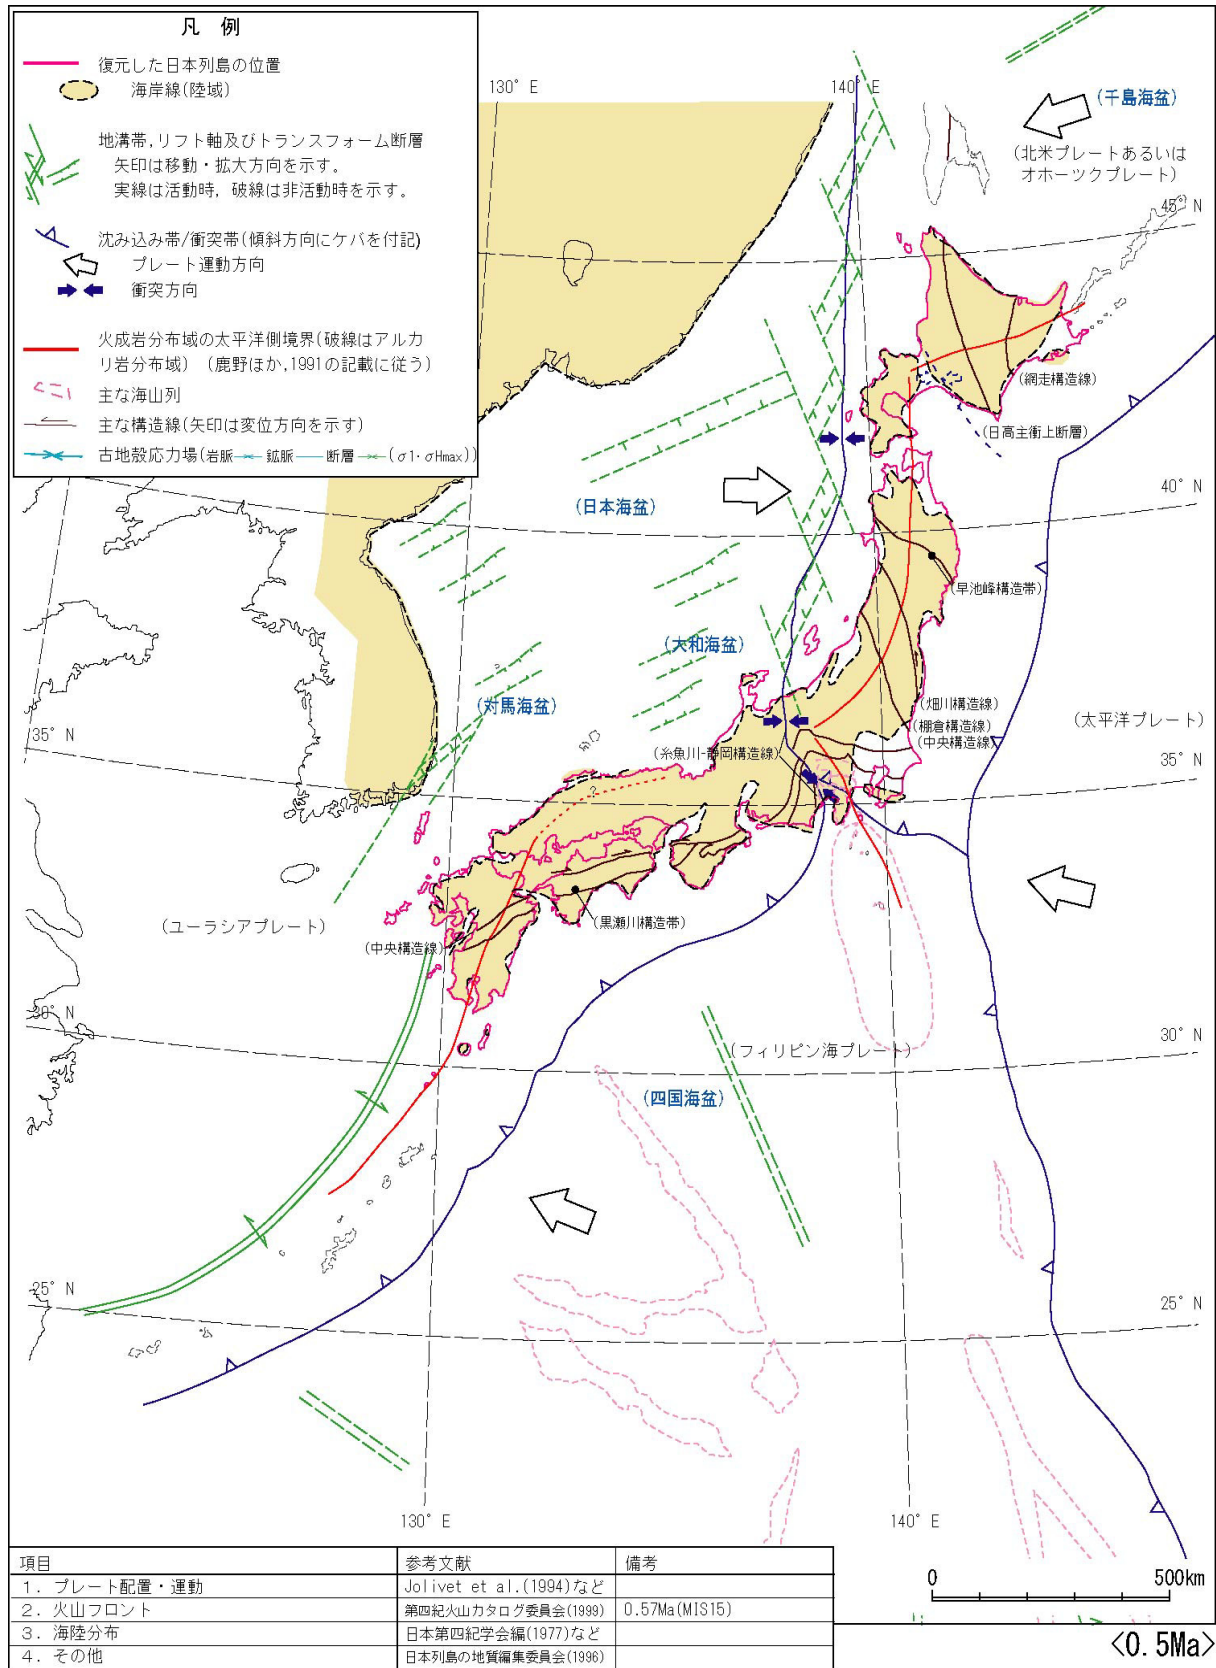 凡 例
復元した日本列島の位置
海岸線(陸域)
地溝帯,リフト軸及びトランスフォーム断層
矢印は移動・拡大方向を示す。
実線は活動時,破線は非活動時を示す。
沈み込み帯/衝突帯(傾斜方向にケバを付記)
プレート運動方向
衝突方向
火成岩分布域の太平洋側境界(破線はアルカ
リ岩分布域) (鹿野ほか,1991の記載に従う)
主な海山列
主な構造線(矢印は変位方向を示す)
古地殻応力場(岩脈 鉱脈 断層 (σ1・σHmax))
130° E
140° E
(千島海盆)
(北米プレートあるいは
オホーツクプレート)
45° N
(網走構造線)
(日高主衝上断層)
40° N
(日本海盆)
(早池峰構造帯)
(大和海盆)
(対馬海盆)
(畑川構造線)
(棚倉構造線)
(中央構造線)
(太平洋プレート)
35° N
(糸魚川-静岡構造線)
35° N
(ユーラシアプレート)
(黒瀬川構造帯)
(中央構造線)
30° N
30° N
(フィリピン海プレート)
(四国海盆)
25° N
25° N
130° E
140° E
項目 参考文献 備考
1. プレート配置・運動 Jolivet et al.(1994)など
2. 火山フロント 第四紀火山カタログ委員会(1999) 0.57Ma(MIS15)
3. 海陸分布 日本第四紀学会編(1977)など
4. その他 日本列島の地質編集委員会(1996)
0 500km
<0.5Ma>